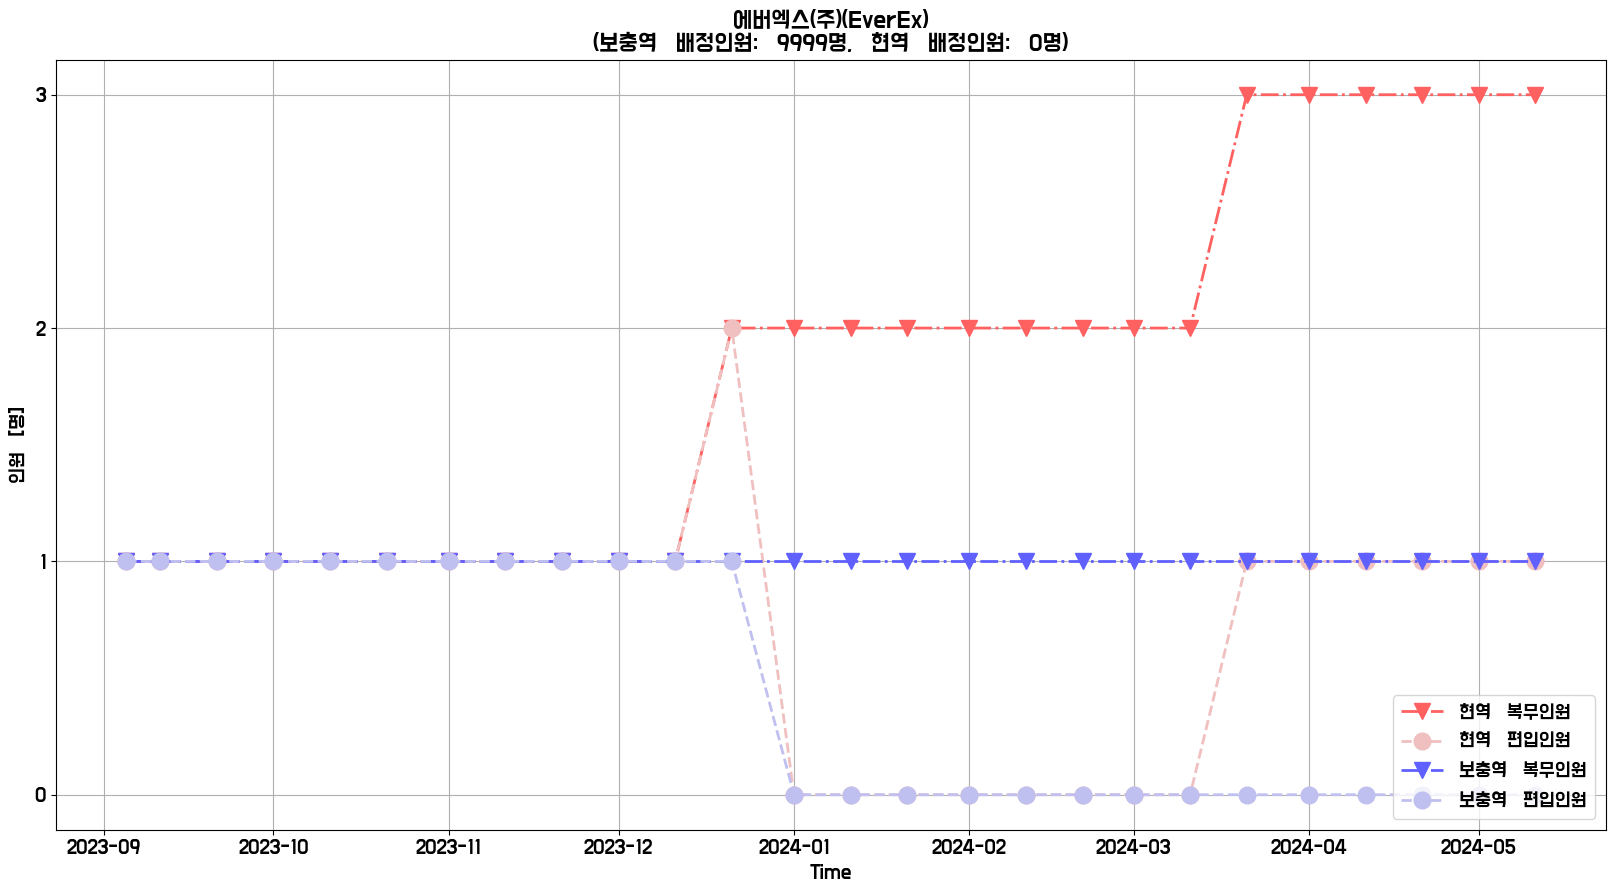 에버엑스(주)(EverEx)
(보충역 배정인원: 9999명, 현역 배정인원: 0명)
인원 [명]
3
2
1
0
2023-09 2023-10 2023-11 2023-12 2024-01 2024-02 2024-03 2024-04 2024-05
Time
현역 복무인원
현역 편입인원
보충역 복무인원
보충역 편입인원